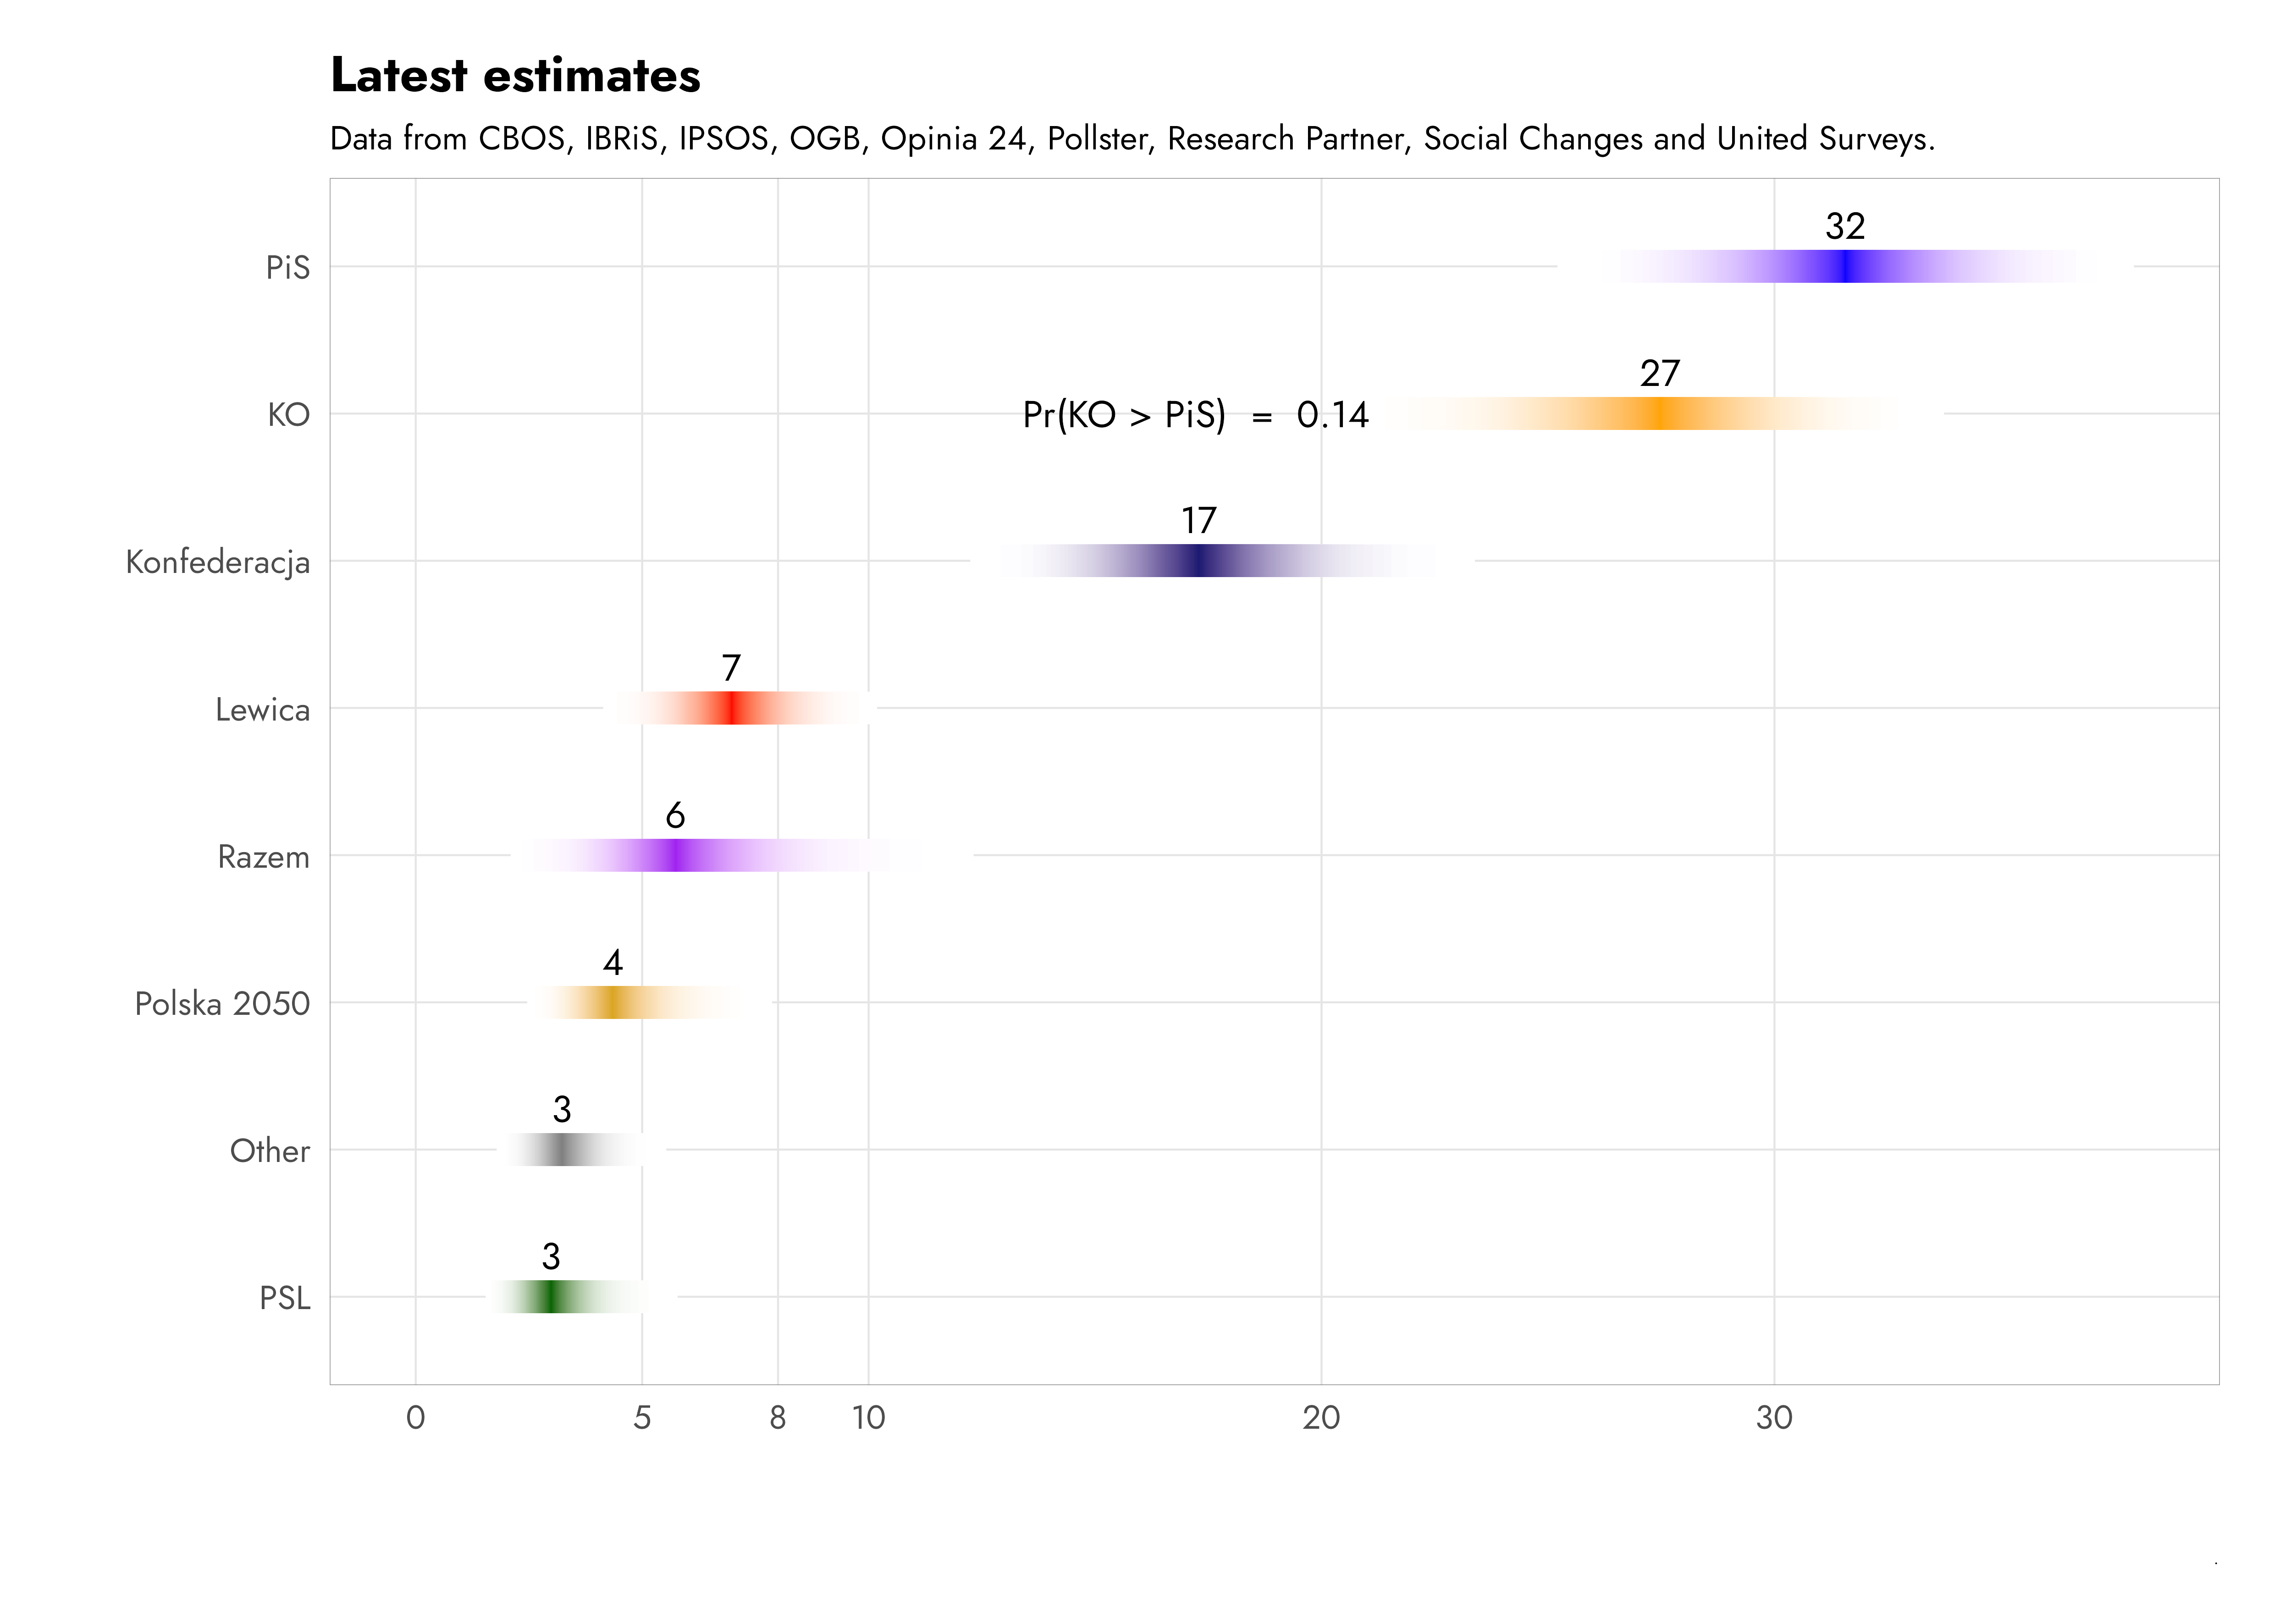 Latest estimates
Data from CBOS, IBRiS, IPSOS, OGB, Opinia 24, Pollster, Research Partner, Social Changes and United Surveys.
32
PiS
27
KO
Pr(KO > PiS) = 0.14
17
Konfederacja
7
Lewica
6
Razem
4
Polska 2050
3
Other
3
PSL
0 5 8 10 20 30
.